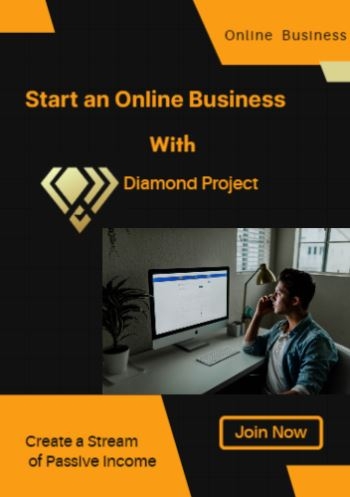 Online Business
Start an Online Business
With
Diamond Project
Join Now
Create a Stream
of Passive Income